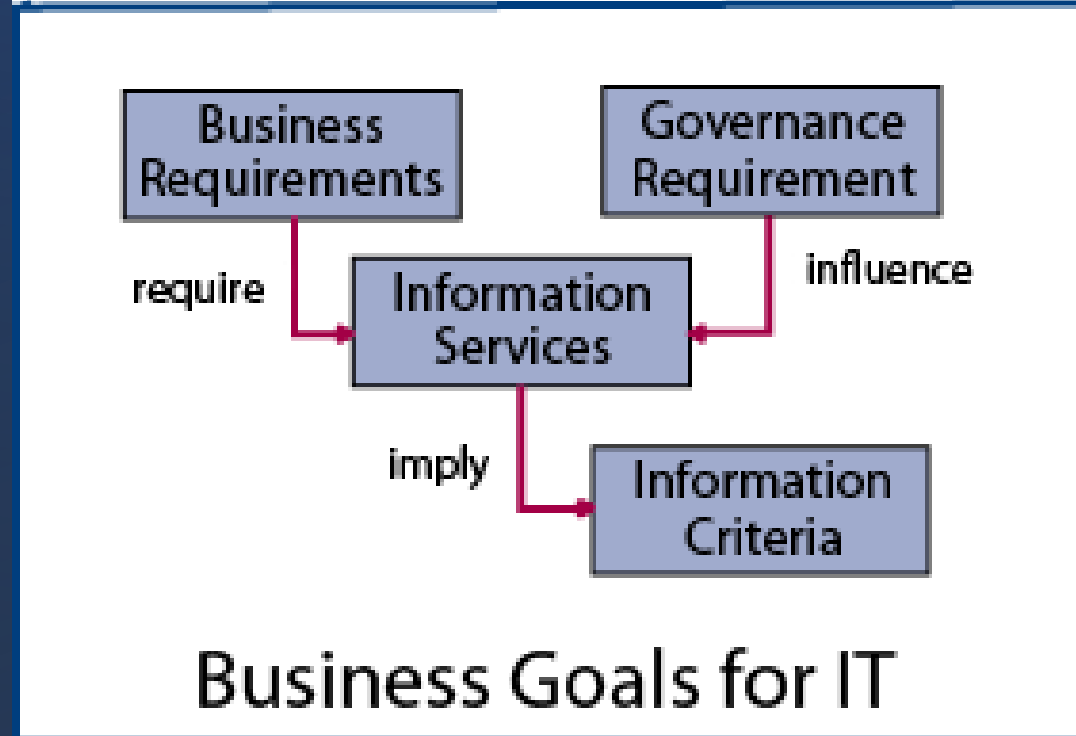 Business
Requirements
Governance
Requirement
require
influence
Information
Services
imply
Information
Criteria
Business Goals for IT